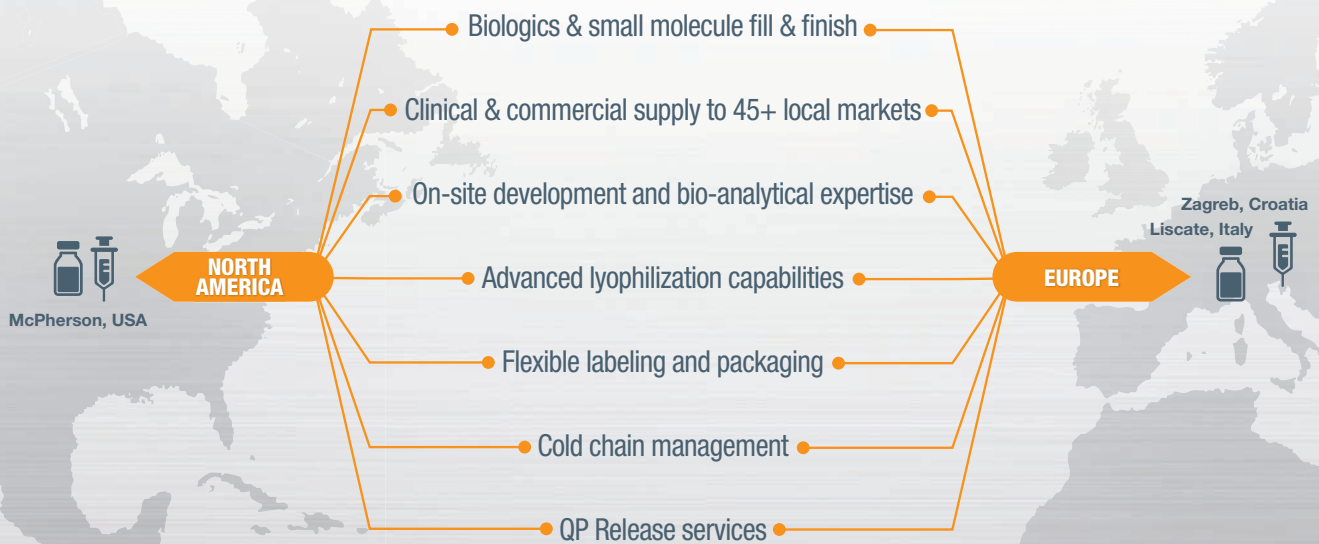 Biologics & small molecule fill & finish
Clinical & commercial supply to 45+ local markets
On-site development and bio-analytical expertise
Zagreb, Croatia
Liscate, Italy
NORTH
AMERICA
Advanced lyophilization capabilities
EUROPE
McPherson, USA
Flexible labeling and packaging
Cold chain management
QP Release services